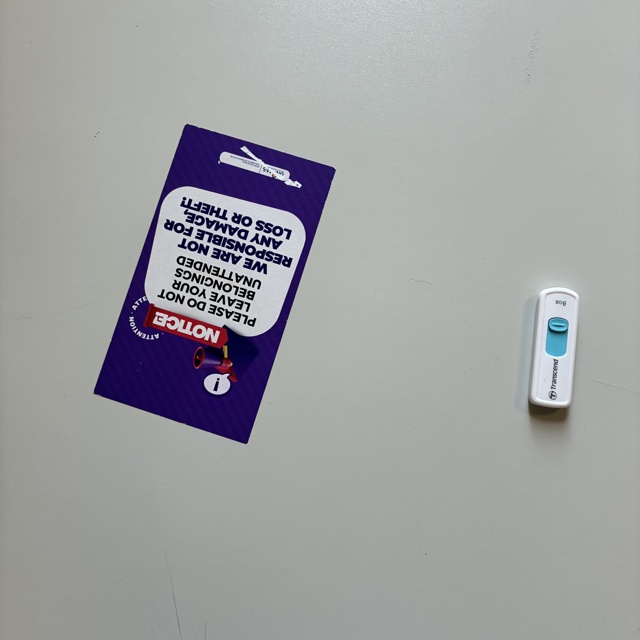 ATTENTION · ATTE
NOTICE!
PLEASE DO NOT
LEAVE YOUR
BELONGINGS
UNATTENDED
WE ARE NOT
RESPONSIBLE FOR
ANY DAMAGE,
LOSS OR THEFT!!
Transcend
8GB